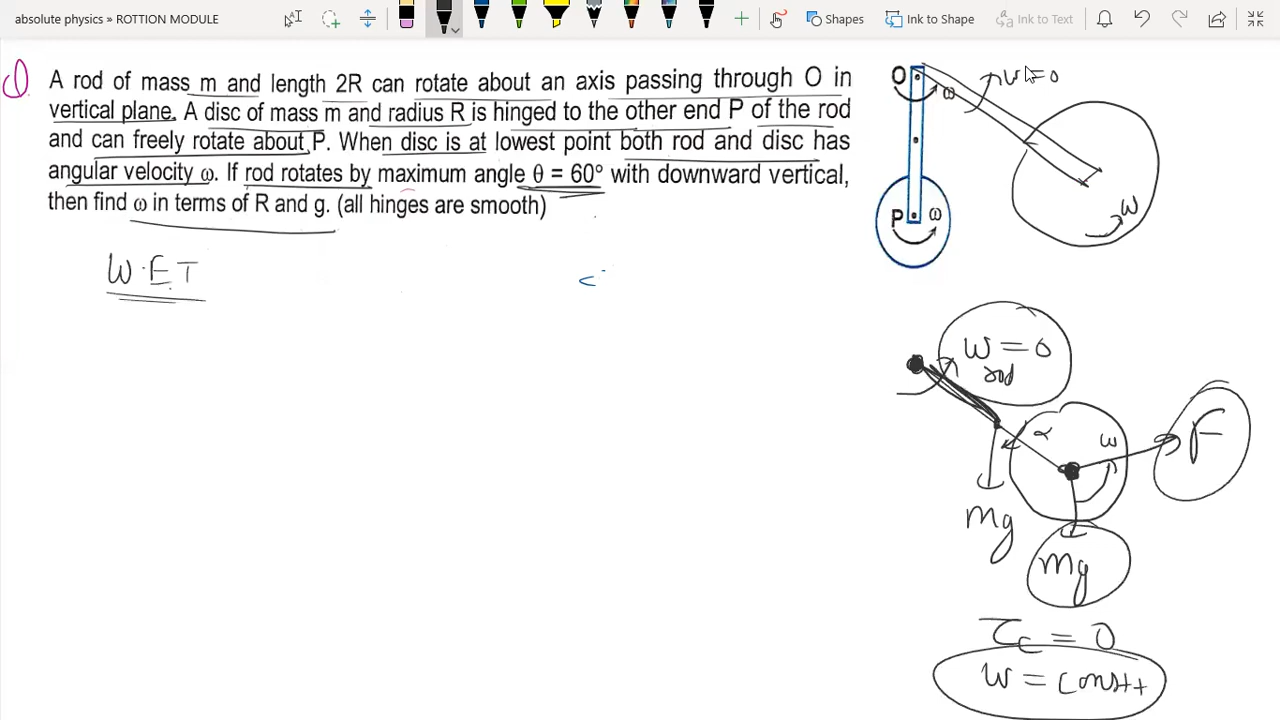 absolute physics » ROTTION MODULE
Shapes
Ink to Shape
Ink to Text
A rod of mass m and length 2R can rotate about an axis passing through O in
vertical plane. A disc of mass m and radius R is hinged to the other end P of the rod
and can freely rotate about P. When disc is at lowest point both rod and disc has
angular velocity ω. If rod rotates by maximum angle θ = 60° with downward vertical,
then find ω in terms of R and g. (all hinges are smooth)
O
ω
P
ω
W=0
W
W.E.T
W=0
rod
α
ω
F
mg
mg
τc = 0
W = Constt